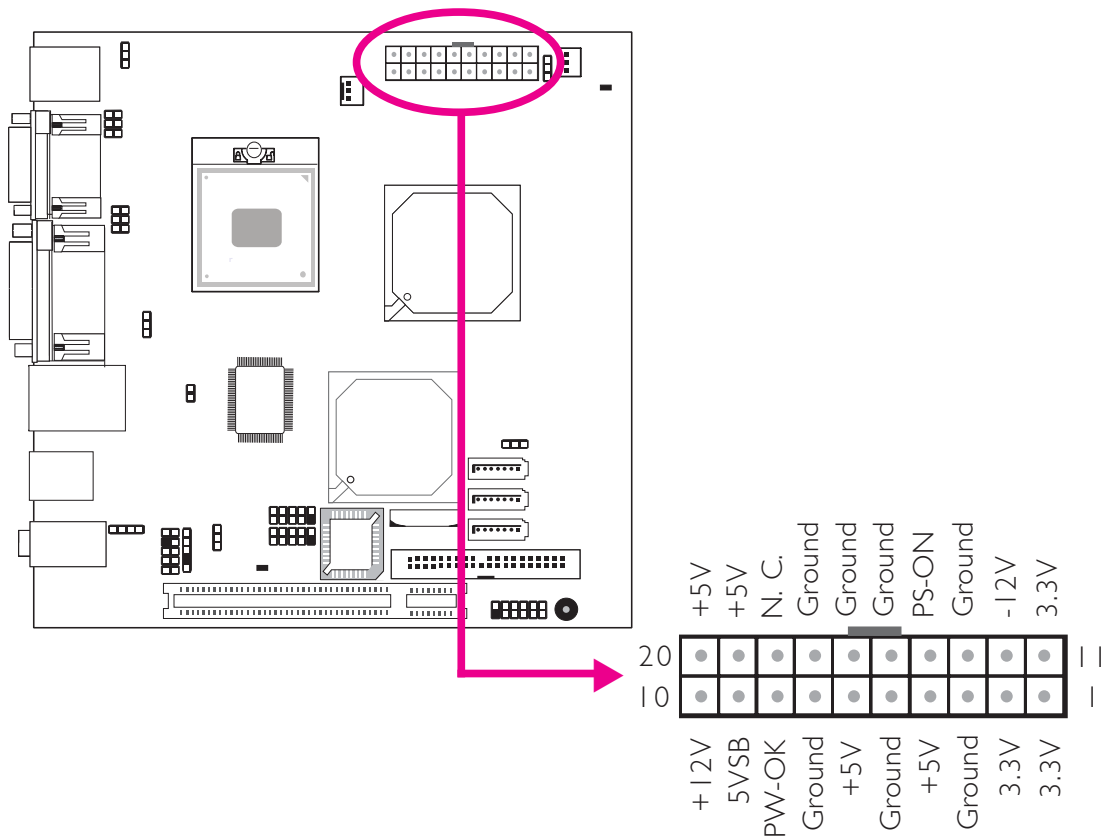 +5V
+5V
N. C.
Ground
Ground
Ground
PS-ON
Ground
-12V
3.3V
20
11
10
1
+12V
5VSB
PW-OK
Ground
+5V
Ground
+5V
Ground
3.3V
3.3V